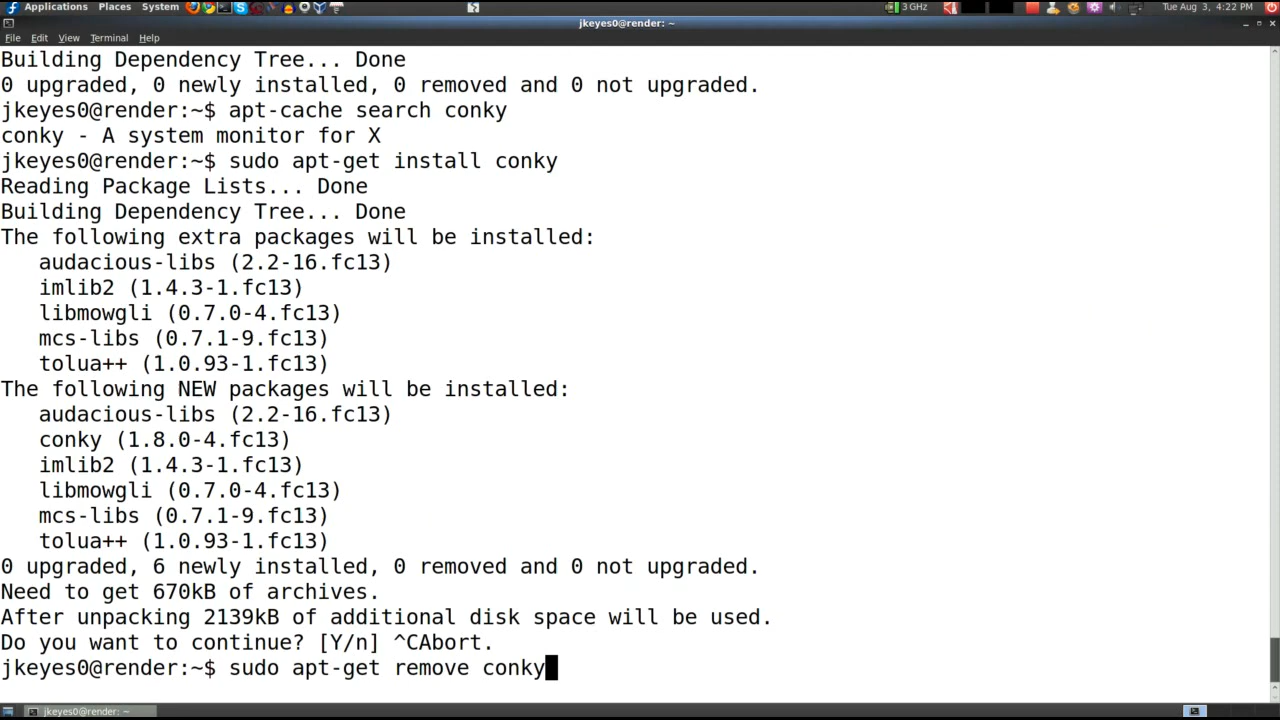 Applications Places System
3 GHz
Tue Aug 3, 4:22 PM
jkeyes0@render: ~
File Edit View Terminal Help
Building Dependency Tree... Done
0 upgraded, 0 newly installed, 0 removed and 0 not upgraded.
jkeyes0@render:~$ apt-cache search conky
conky - A system monitor for X
jkeyes0@render:~$ sudo apt-get install conky
Reading Package Lists... Done
Building Dependency Tree... Done
The following extra packages will be installed:
audacious-libs (2.2-16.fc13)
imlib2 (1.4.3-1.fc13)
libmowgli (0.7.0-4.fc13)
mcs-libs (0.7.1-9.fc13)
tolua++ (1.0.93-1.fc13)
The following NEW packages will be installed:
audacious-libs (2.2-16.fc13)
conky (1.8.0-4.fc13)
imlib2 (1.4.3-1.fc13)
libmowgli (0.7.0-4.fc13)
mcs-libs (0.7.1-9.fc13)
tolua++ (1.0.93-1.fc13)
0 upgraded, 6 newly installed, 0 removed and 0 not upgraded.
Need to get 670kB of archives.
After unpacking 2139kB of additional disk space will be used.
Do you want to continue? [Y/n] ^CAbort.
jkeyes0@render:~$ sudo apt-get remove conky
jkeyes0@render: ~